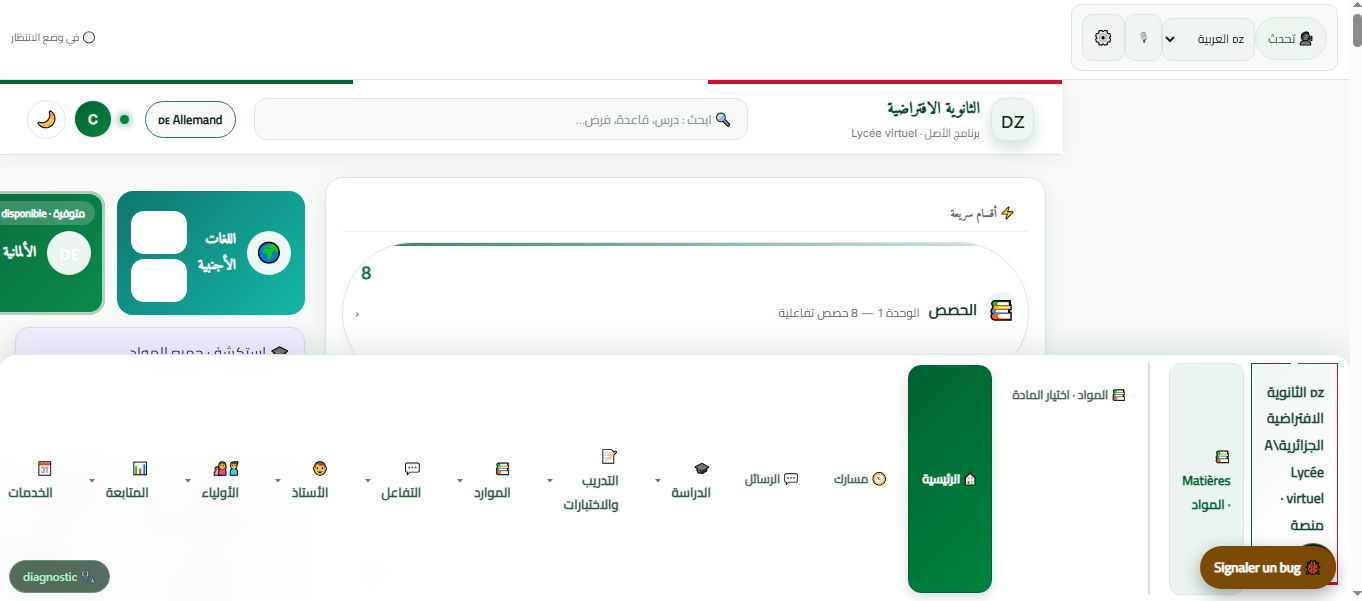 تحدث
DZ العربية
في وضع الانتظار
DZ
الثانوية الافتراضية
برنامج الأصل · Lycée virtuel
ابحث : درس، قاعدة، فرض...
DE Allemand
C
أقسام سريعة
8
الحصص
الوحدة 1 — 8 حصص تفاعلية
اللغات
الأجنبية
متوفرة · disponible
DE
الألمانية
استكشف جميع المواد
DZ الثانوية
الافتراضية
الجزائرية\A
Lycée
virtuel ·
منصة
Matières
· المواد
المواد · اختيار المادة
الرئيسية
مسارك
الرسائل
الدراسة
التدريب
والاختبارات
الموارد
التفاعل
الأستاذ
الأولياء
المتابعة
الخدمات
Signaler un bug
diagnostic